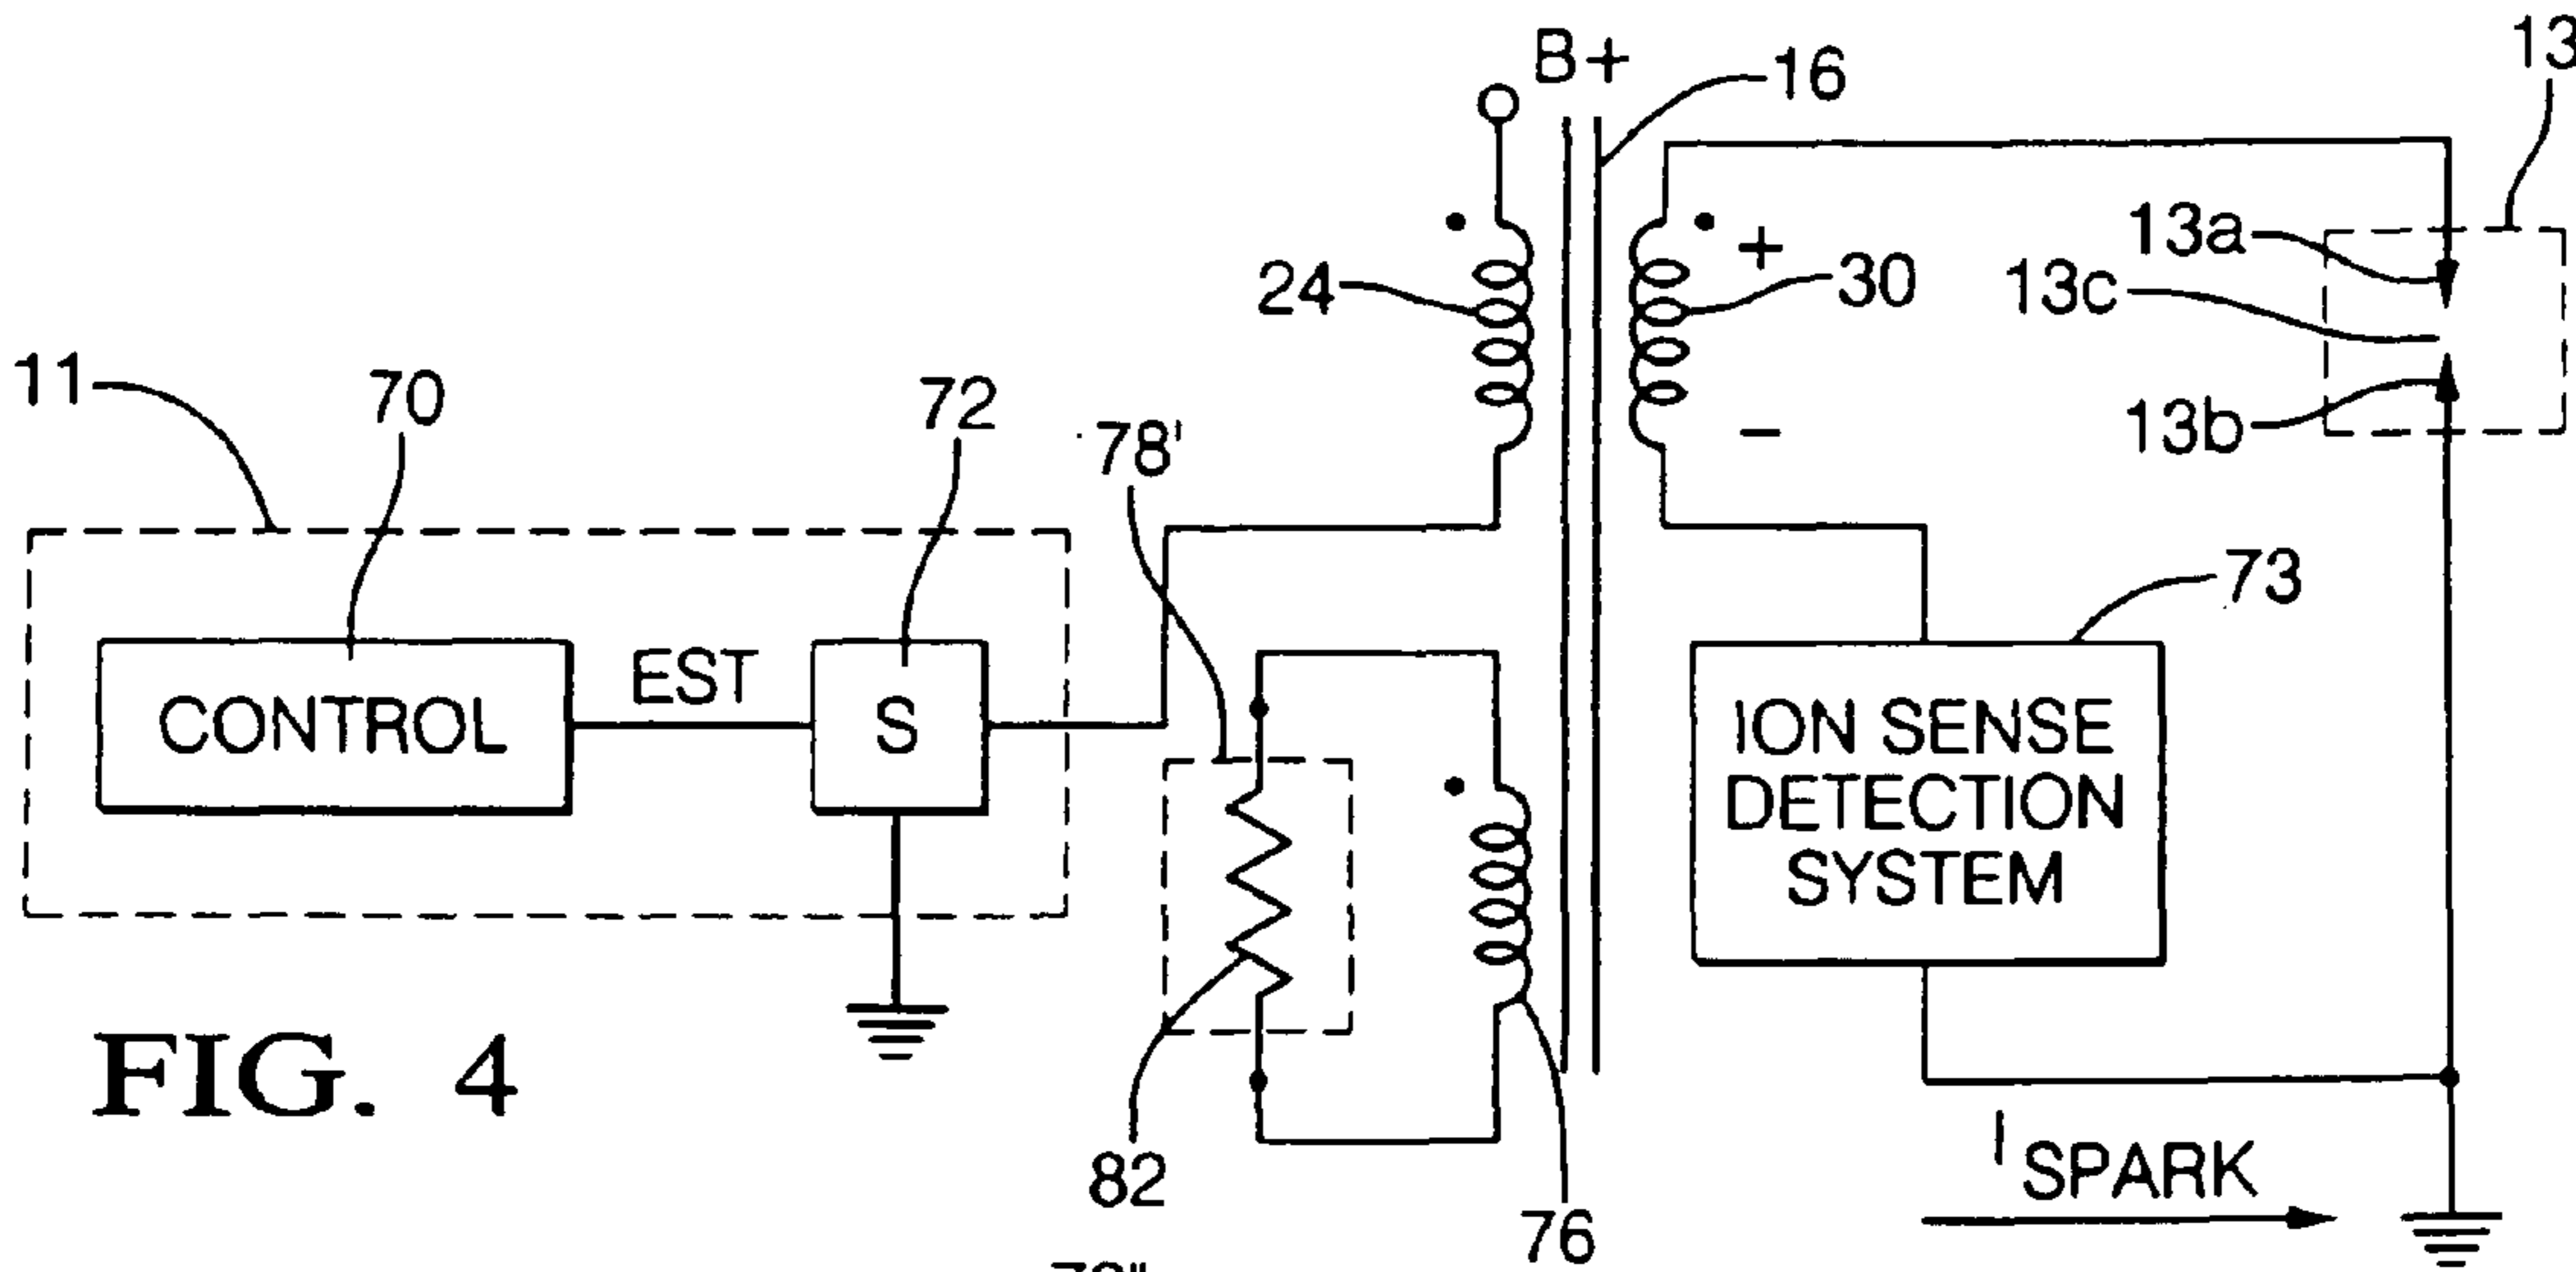 B+
16
13
24
30
13a
13c
13b
11
70
72
78'
73
CONTROL
EST
S
ION SENSE
DETECTION
SYSTEM
82
76
I SPARK
FIG. 4